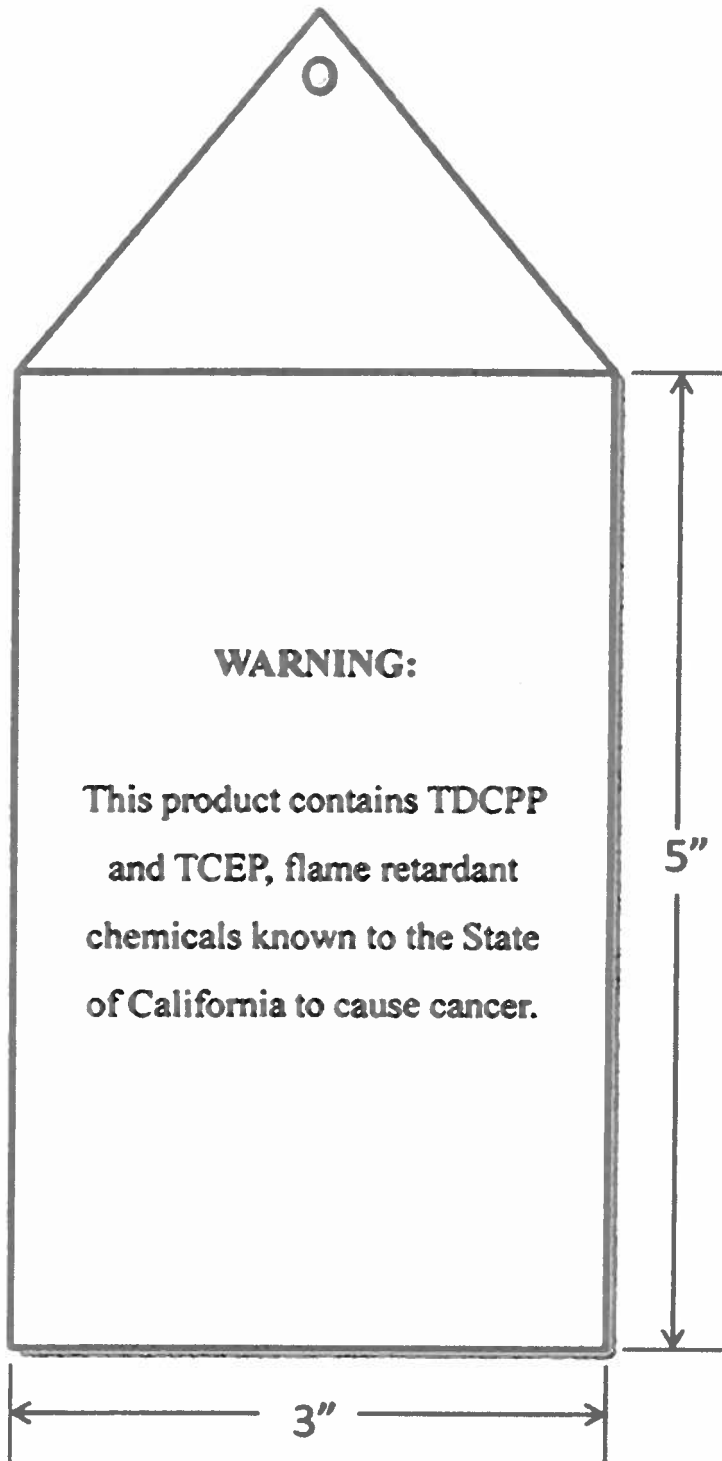 WARNING:
This product contains TDCPP
and TCEP, flame retardant
chemicals known to the State
of California to cause cancer.
5"
3"